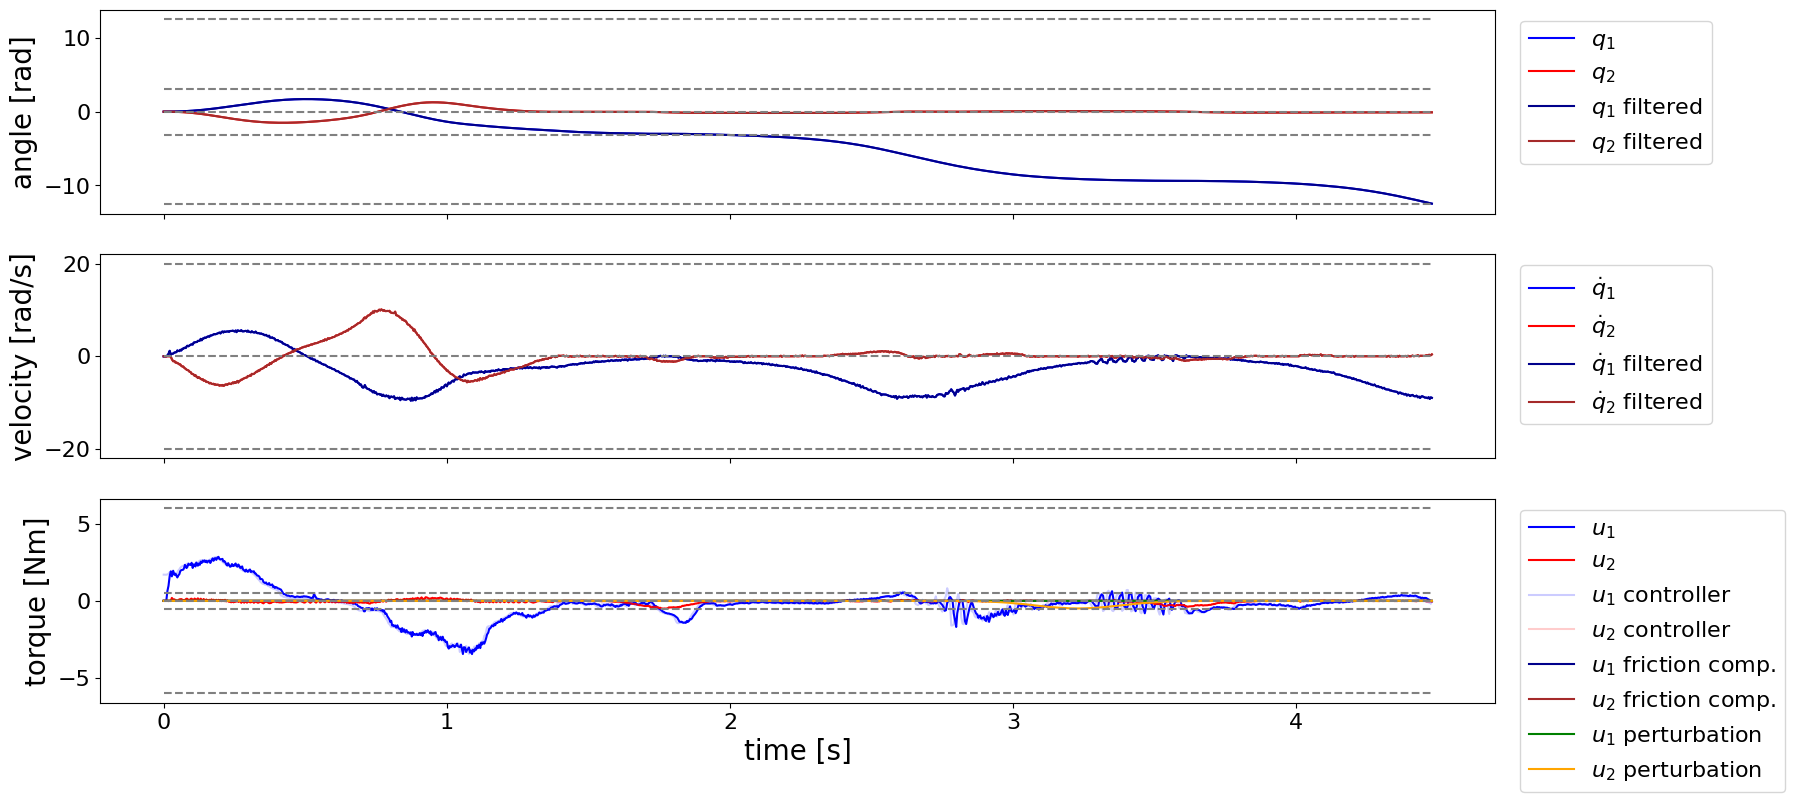 angle [rad]
10
0
−10
q₁
q₂
q₁ filtered
q₂ filtered
velocity [rad/s]
20
0
−20
q̇₁
q̇₂
q̇₁ filtered
q̇₂ filtered
torque [Nm]
5
0
−5
0 1 2 3 4
time [s]
u₁
u₂
u₁ controller
u₂ controller
u₁ friction comp.
u₂ friction comp.
u₁ perturbation
u₂ perturbation